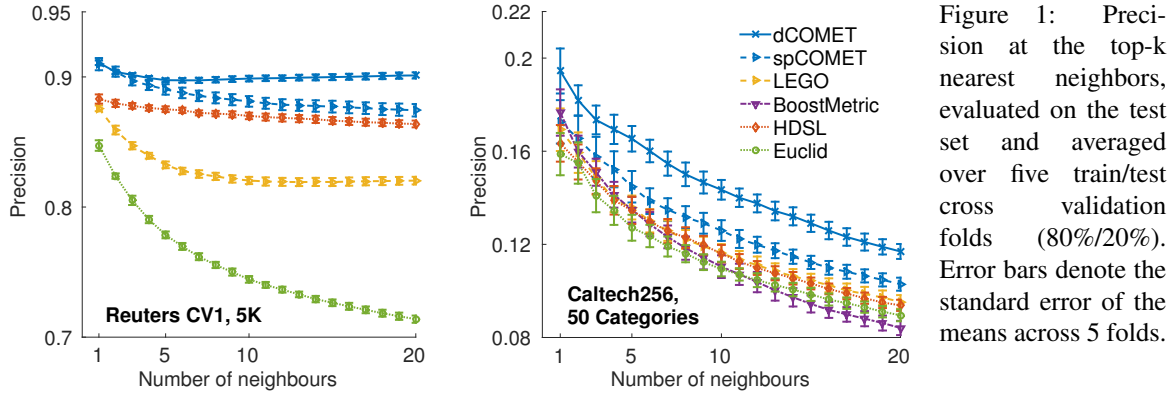 0.95
0.9
0.8
0.7
Precision
1
5
10
20
Number of neighbours
Reuters CV1, 5K
0.22
0.2
0.16
0.12
0.08
Precision
1
5
10
20
Number of neighbours
Caltech256,
50 Categories
dCOMET
spCOMET
LEGO
BoostMetric
HDSL
Euclid
Figure 1: Preci-
sion at the top-k
nearest neighbors,
evaluated on the test
set and averaged
over five train/test
cross validation
folds (80%/20%).
Error bars denote the
standard error of the
means across 5 folds.